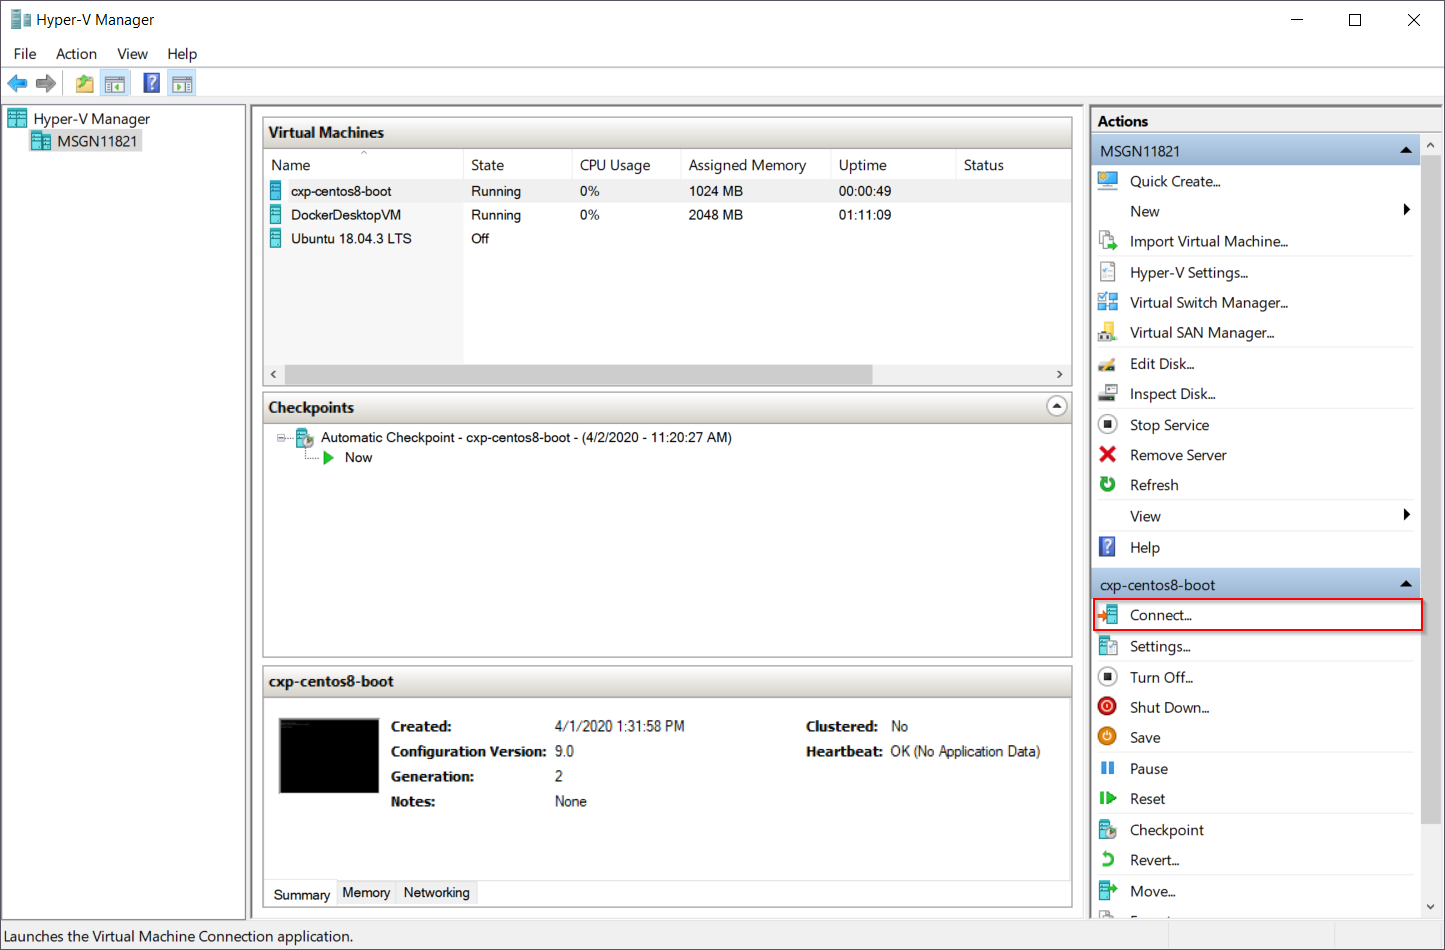 Hyper-V Manager
File Action View Help
Hyper-V Manager
MSGN11821
Virtual Machines
Name State CPU Usage Assigned Memory Uptime Status
cxp-centos8-boot Running 0% 1024 MB 00:00:49
DockerDesktopVM Running 0% 2048 MB 01:11:09
Ubuntu 18.04.3 LTS Off
Checkpoints
Automatic Checkpoint - cxp-centos8-boot - (4/2/2020 - 11:20:27 AM)
Now
cxp-centos8-boot
Created: 4/1/2020 1:31:58 PM Clustered: No
Configuration Version: 9.0 Heartbeat: OK (No Application Data)
Generation: 2
Notes: None
Summary Memory Networking
Actions
MSGN11821
Quick Create...
New
Import Virtual Machine...
Hyper-V Settings...
Virtual Switch Manager...
Virtual SAN Manager...
Edit Disk...
Inspect Disk...
Stop Service
Remove Server
Refresh
View
Help
cxp-centos8-boot
Connect...
Settings...
Turn Off...
Shut Down...
Save
Pause
Reset
Checkpoint
Revert...
Move...
Launches the Virtual Machine Connection application.